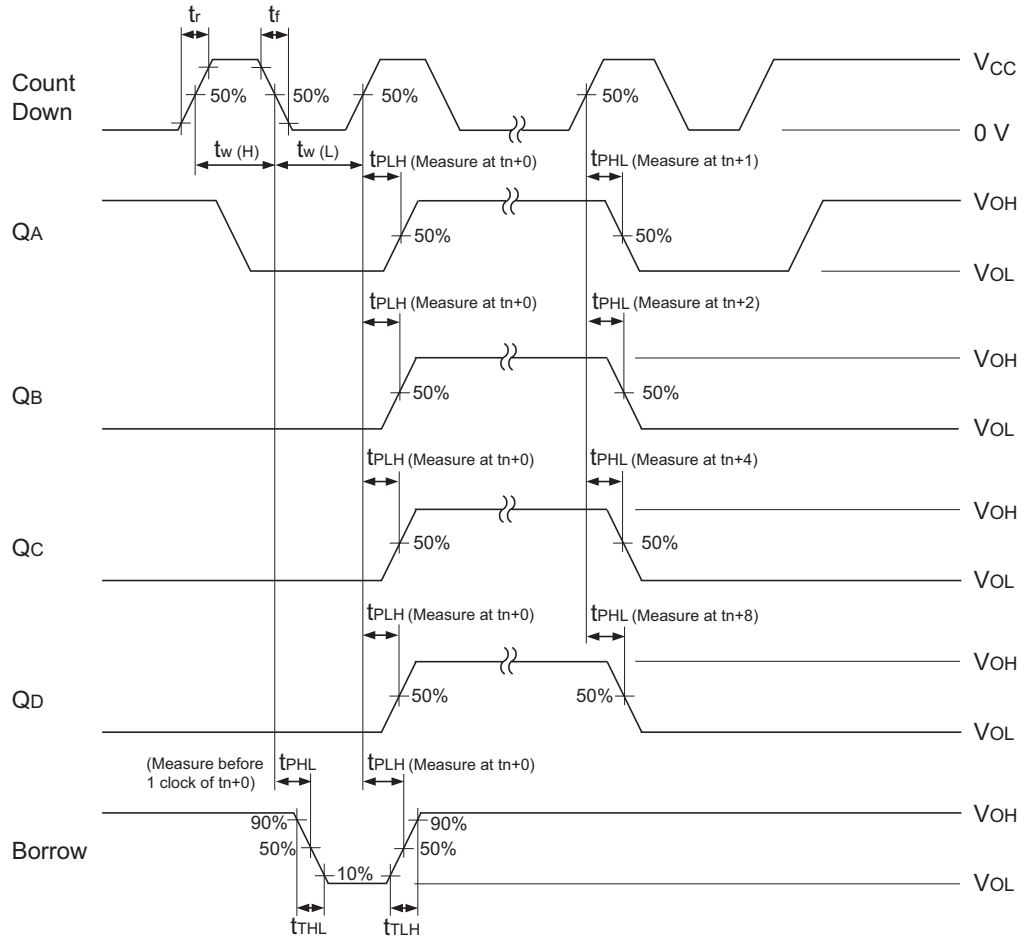 tr
tf
Count
Down
50%
50%
50%
50%
VCC
0 V
tw (H)
tw (L)
tPLH (Measure at tn+0)
tPHL (Measure at tn+1)
QA
50%
50%
VOH
VOL
tPLH (Measure at tn+0)
tPHL (Measure at tn+2)
QB
50%
50%
VOH
VOL
tPLH (Measure at tn+0)
tPHL (Measure at tn+4)
QC
50%
50%
VOH
VOL
tPLH (Measure at tn+0)
tPHL (Measure at tn+8)
QD
50%
50%
VOH
VOL
(Measure before
1 clock of tn+0)
tPHL
tPLH (Measure at tn+0)
Borrow
90%
50%
10%
90%
50%
VOH
VOL
tTHL
tTLH